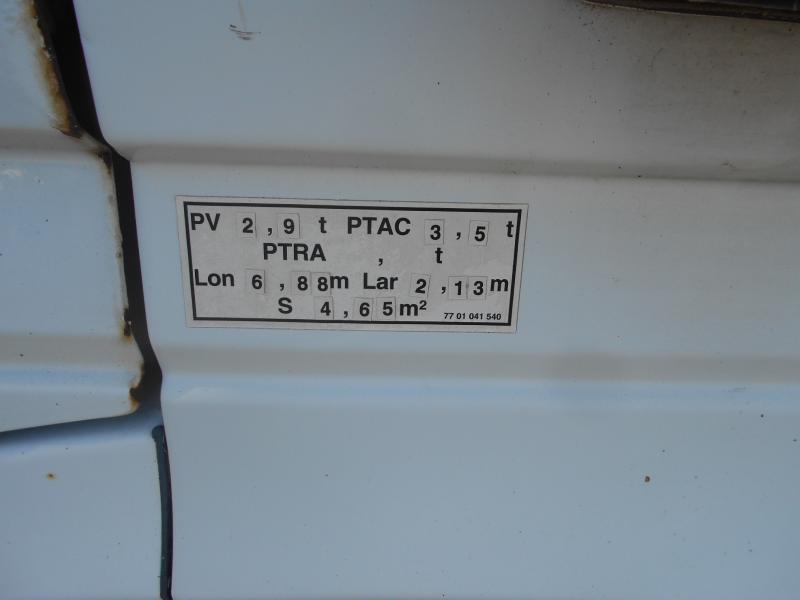 PV 2,9 t PTAC 3,5 t
PTRA , t
Lon 6,88m Lar 2,13m
S 4,65m²
77 01 041 540